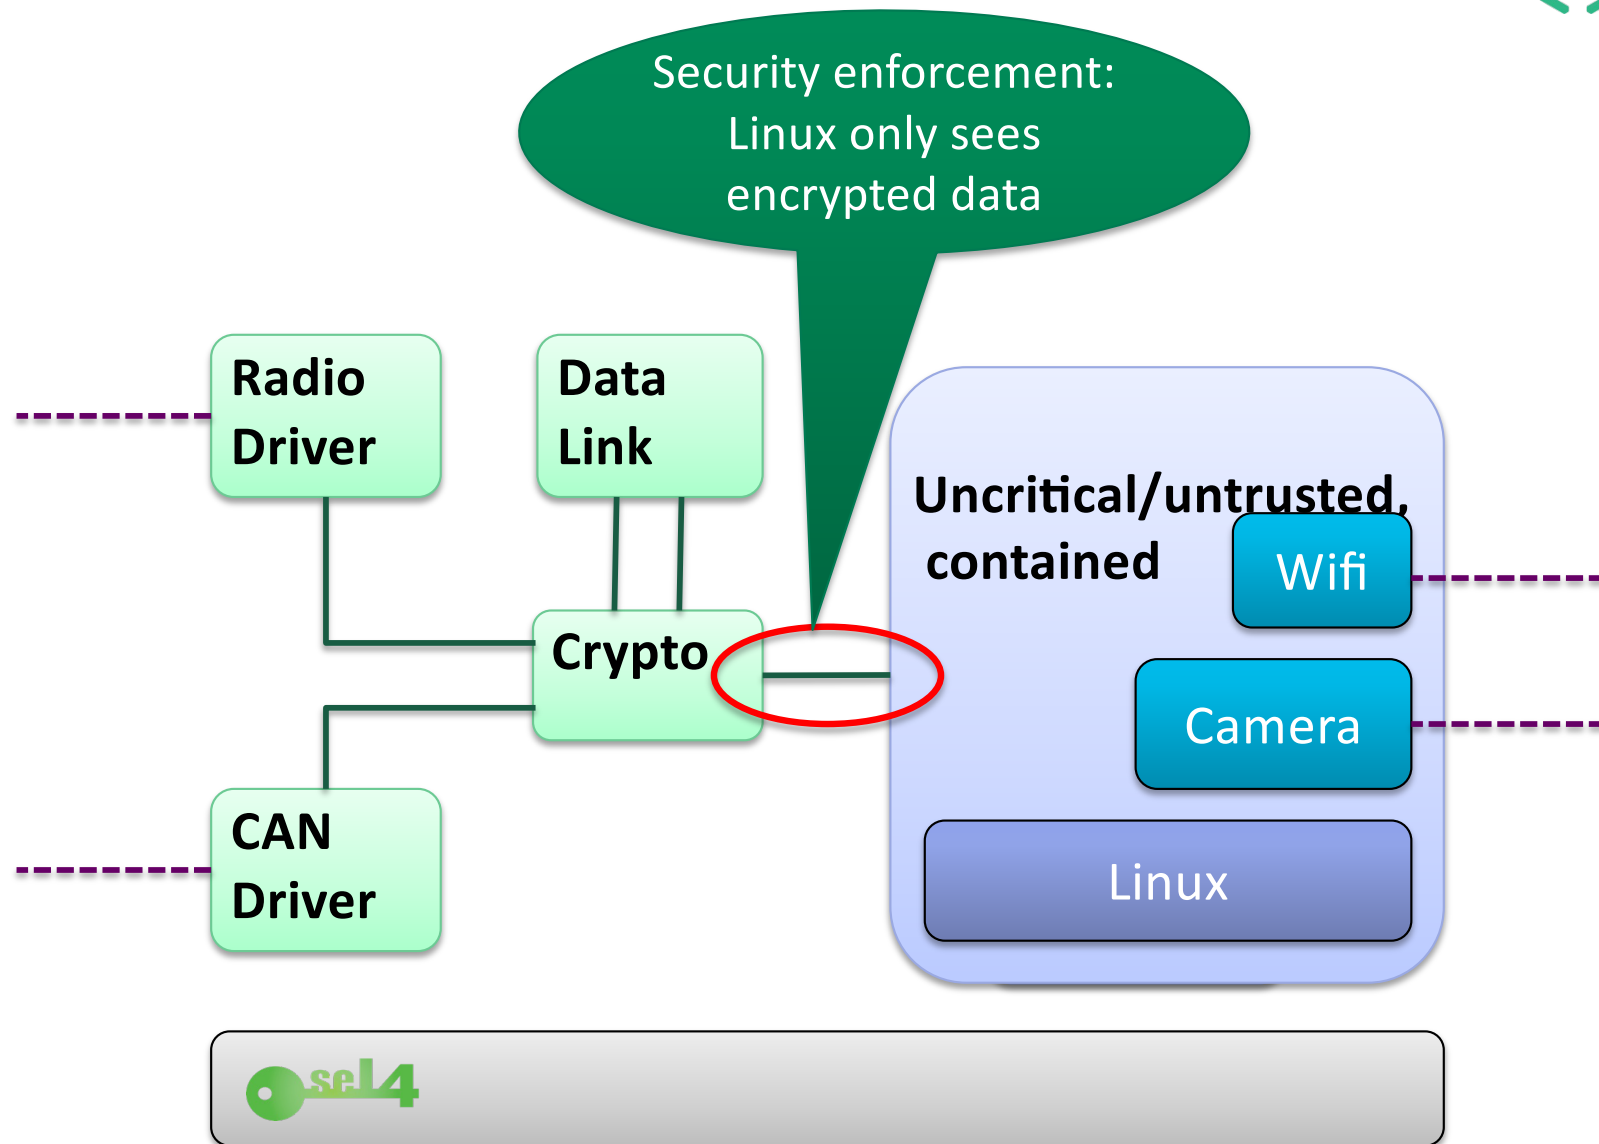 Security enforcement:
Linux only sees
encrypted data
Radio
Driver
Data
Link
Uncritical/untrusted,
contained
Wifi
Crypto
Camera
CAN
Driver
Linux
seL4